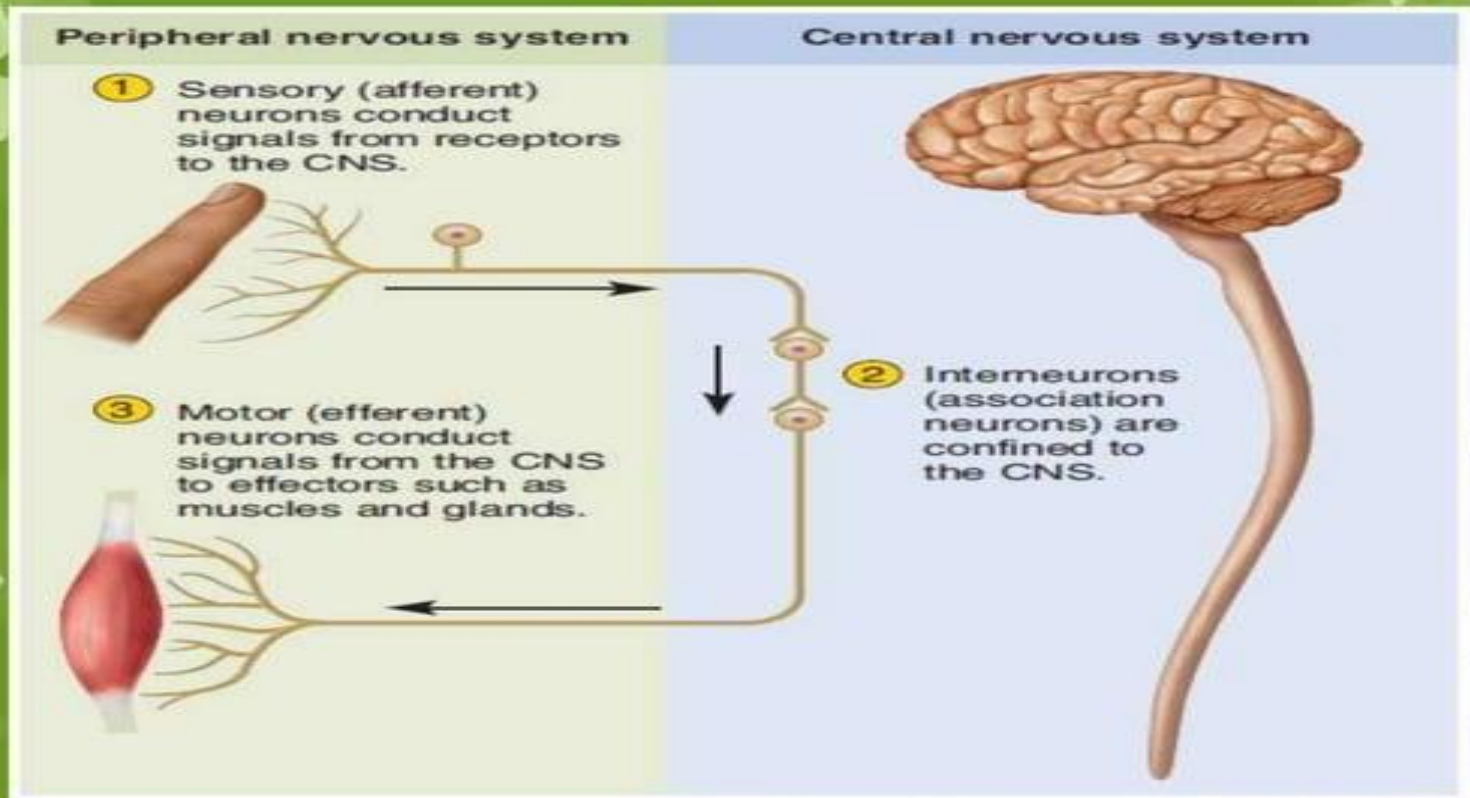 Peripheral nervous system
Central nervous system
1
Sensory (afferent)
neurons conduct
signals from receptors
to the CNS.
2
Interneurons
(association
neurons) are
confined to
the CNS.
3
Motor (efferent)
neurons conduct
signals from the CNS
to effectors such as
muscles and glands.